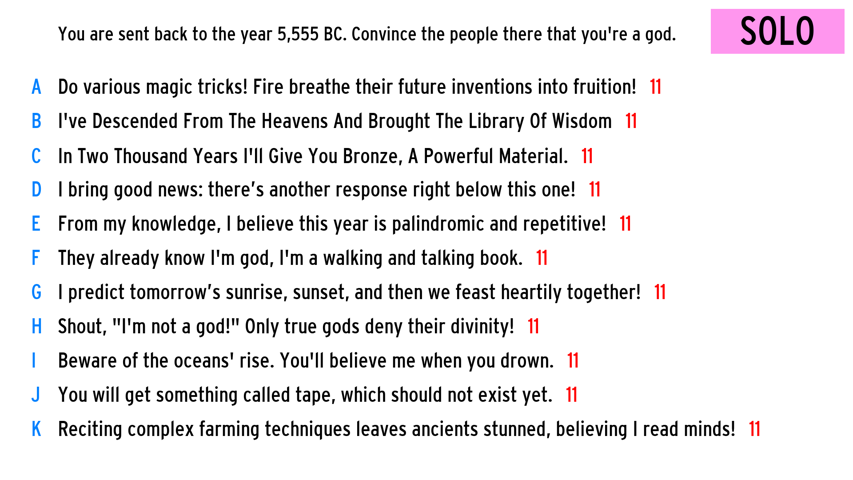 You are sent back to the year 5,555 BC. Convince the people there that you're a god.
SOLO
A Do various magic tricks! Fire breathe their future inventions into fruition! 11
B I've Descended From The Heavens And Brought The Library Of Wisdom 11
C In Two Thousand Years I'll Give You Bronze, A Powerful Material. 11
D I bring good news: there’s another response right below this one! 11
E From my knowledge, I believe this year is palindromic and repetitive! 11
F They already know I'm god, I'm a walking and talking book. 11
G I predict tomorrow’s sunrise, sunset, and then we feast heartily together! 11
H Shout, "I'm not a god!" Only true gods deny their divinity! 11
I Beware of the oceans' rise. You'll believe me when you drown. 11
J You will get something called tape, which should not exist yet. 11
K Reciting complex farming techniques leaves ancients stunned, believing I read minds! 11